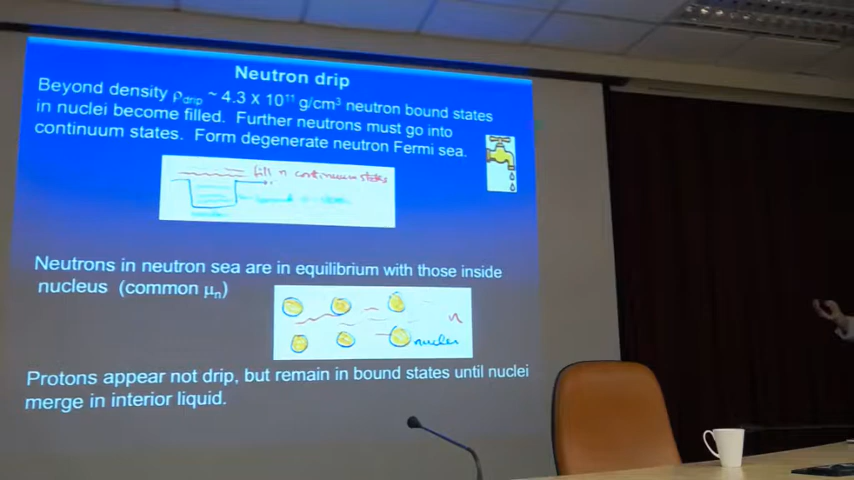 Neutron drip
Beyond density ρdrip ~ 4.3 X 10¹¹ g/cm³ neutron bound states
in nuclei become filled. Further neutrons must go into
continuum states. Form degenerate neutron Fermi sea.
fill n continuum states
Neutrons in neutron sea are in equilibrium with those inside
nucleus (common μn)
n
nuclei
Protons appear not drip, but remain in bound states until nuclei
merge in interior liquid.